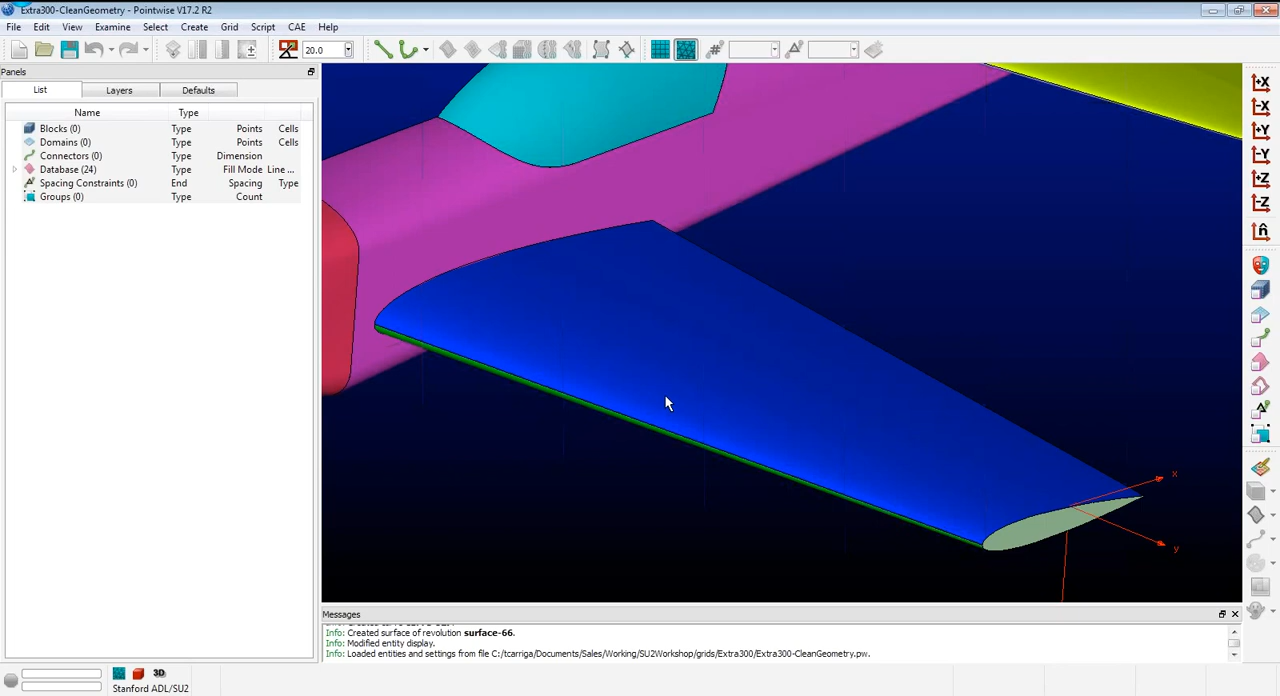 Extra300-CleanGeometry - Pointwise V17.2 R2
File Edit View Examine Select Create Grid Script CAE Help
20.0
Panels
List Layers Defaults
Name Type
Blocks (0) Type Points Cells
Domains (0) Type Points Cells
Connectors (0) Type Dimension
Database (24) Type Fill Mode Line ...
Spacing Constraints (0) End Spacing Type
Groups (0) Type Count
+X
-X
+Y
-Y
+Z
-Z
n̂
x
y
Messages
Info: Created surface of revolution surface-66.
Info: Modified entity display.
Info: Loaded entities and settings from file C:/tcarriga/Documents/Sales/Working/SU2Workshop/grids/Extra300/Extra300-CleanGeometry.pw.
3D
Stanford ADL/SU2